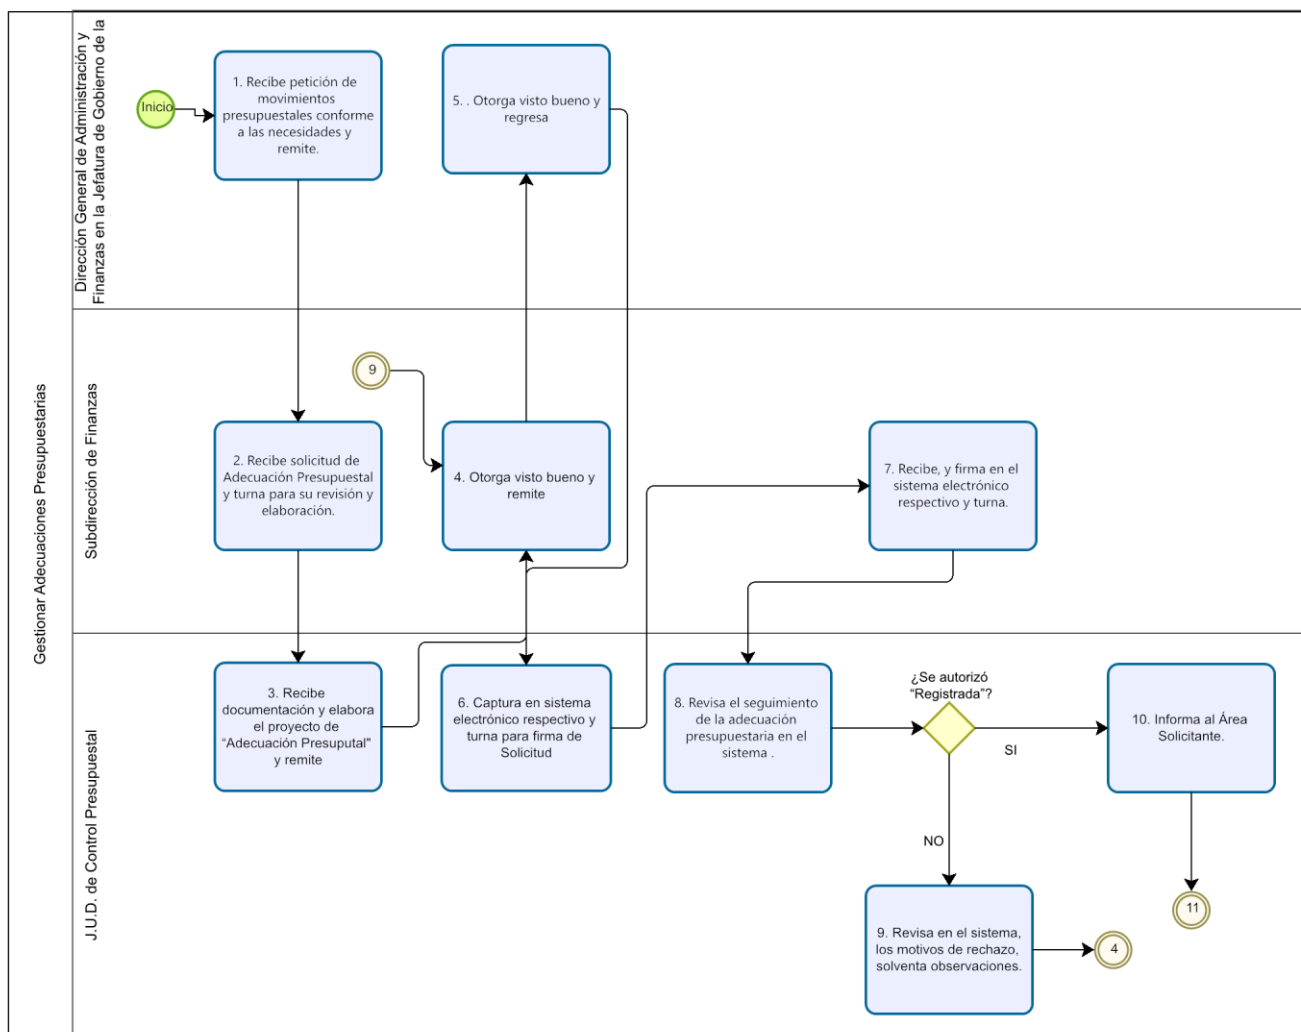 Gestionar Adecuaciones Presupuestarias
Dirección General de Administración y
Finanzas en la Jefatura de Gobierno de la
Inicio
1. Recibe petición de
movimientos
presupuestales conforme
a las necesidades y
remite.
5. . Otorga visto bueno y
regresa
Subdirección de Finanzas
9
2. Recibe solicitud de
Adecuación Presupuestal
y turna para su revisión y
elaboración.
4. Otorga visto bueno y
remite
7. Recibe, y firma en el
sistema electrónico
respectivo y turna.
J.U.D. de Control Presupuestal
3. Recibe
documentación y elabora
el proyecto de
“Adecuación Presuputal"
y remite
6. Captura en sistema
electrónico respectivo y
turna para firma de
Solicitud
8. Revisa el seguimiento
de la adecuación
presupuestaria en el
sistema .
¿Se autorizó
“Registrada”?
SI
NO
10. Informa al Área
Solicitante.
11
9. Revisa en el sistema,
los motivos de rechazo,
solventa observaciones.
4